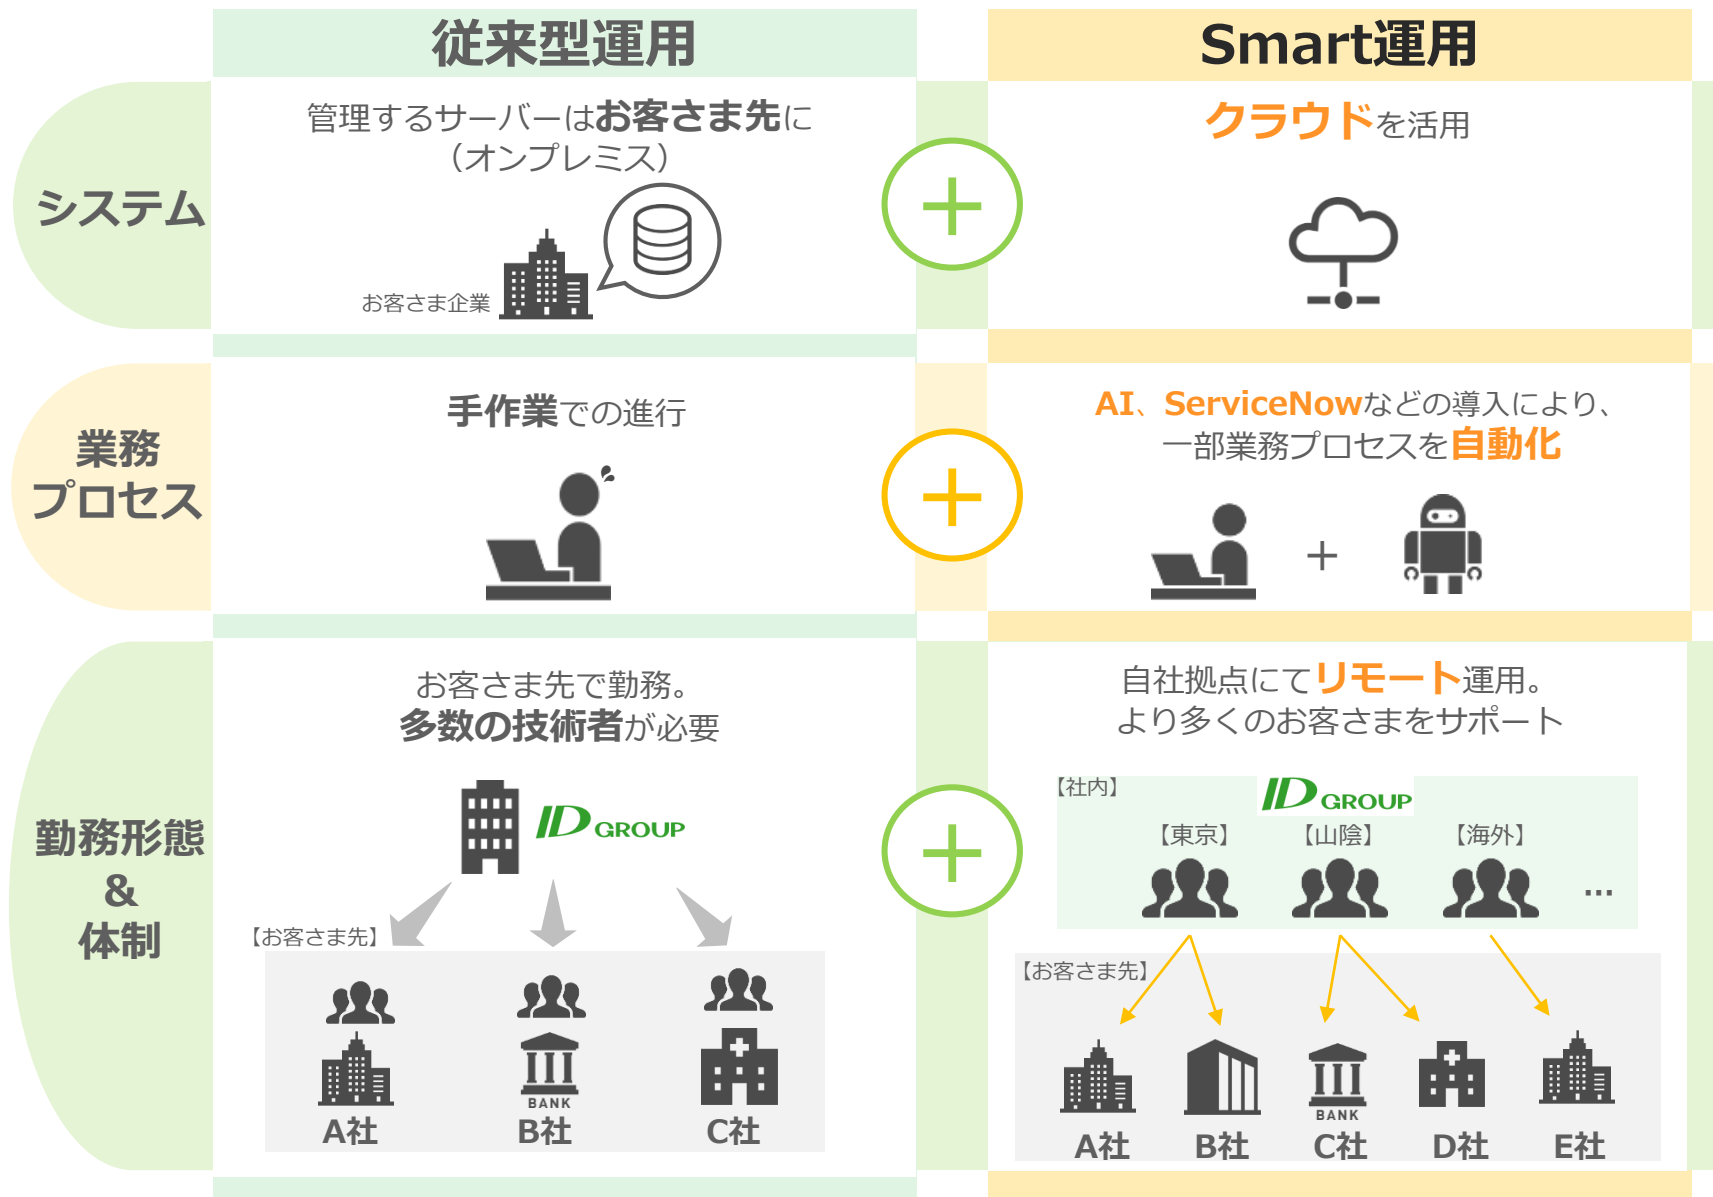 従来型運用
Smart運用
システム
管理するサーバーはお客さま先に
（オンプレミス）
お客さま企業
+
クラウドを活用
業務
プロセス
手作業での進行
+
AI、ServiceNowなどの導入により、
一部業務プロセスを自動化
+
勤務形態
&
体制
お客さま先で勤務。
多数の技術者が必要
ID GROUP
【お客さま先】
BANK
A社
B社
C社
+
自社拠点にてリモート運用。
より多くのお客さまをサポート
【社内】
ID GROUP
【東京】
【山陰】
【海外】
…
【お客さま先】
BANK
A社
B社
C社
D社
E社